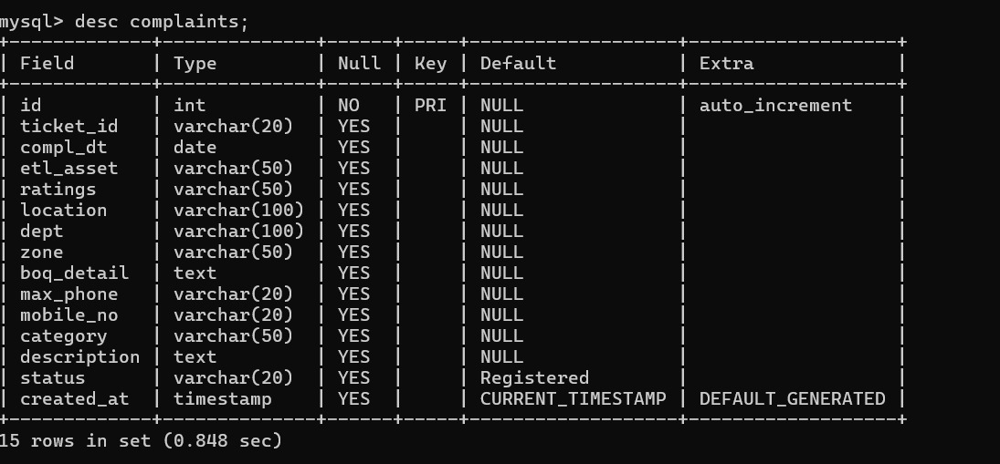 mysql> desc complaints;
+-------------+--------------+------+-----+-------------------+-------------------+
| Field       | Type         | Null | Key | Default           | Extra             |
+-------------+--------------+------+-----+-------------------+-------------------+
| id          | int          | NO   | PRI | NULL              | auto_increment    |
| ticket_id   | varchar(20)  | YES  |     | NULL              |                   |
| compl_dt    | date         | YES  |     | NULL              |                   |
| etl_asset   | varchar(50)  | YES  |     | NULL              |                   |
| ratings     | varchar(50)  | YES  |     | NULL              |                   |
| location    | varchar(100) | YES  |     | NULL              |                   |
| dept        | varchar(100) | YES  |     | NULL              |                   |
| zone        | varchar(50)  | YES  |     | NULL              |                   |
| boq_detail  | text         | YES  |     | NULL              |                   |
| max_phone   | varchar(20)  | YES  |     | NULL              |                   |
| mobile_no   | varchar(20)  | YES  |     | NULL              |                   |
| category    | varchar(50)  | YES  |     | NULL              |                   |
| description | text         | YES  |     | NULL              |                   |
| status      | varchar(20)  | YES  |     | Registered        |                   |
| created_at  | timestamp    | YES  |     | CURRENT_TIMESTAMP | DEFAULT_GENERATED |
+-------------+--------------+------+-----+-------------------+-------------------+
15 rows in set (0.848 sec)